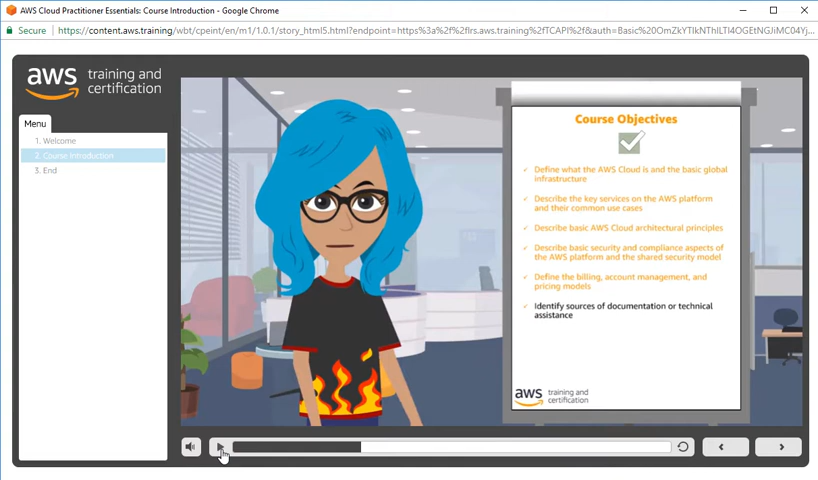 AWS Cloud Practitioner Essentials: Course Introduction - Google Chrome
Secure https://content.aws.training/wbt/cpeint/en/m1/1.0.1/story_html5.html?endpoint=https%3a%2f%2flrs.aws.training%2fTCAPI%2f&auth=Basic%20OmZkYTlkNThlLTI4OGEtNGJiMC04Yj...
aws training and
certification
Menu
1. Welcome
2. Course Introduction
3. End
Course Objectives
Define what the AWS Cloud is and the basic global
infrastructure
Describe the key services on the AWS platform
and their common use cases
Describe basic AWS Cloud architectural principles
Describe basic security and compliance aspects of
the AWS platform and the shared security model
Define the billing, account management, and
pricing models
Identify sources of documentation or technical
assistance
aws training and
certification